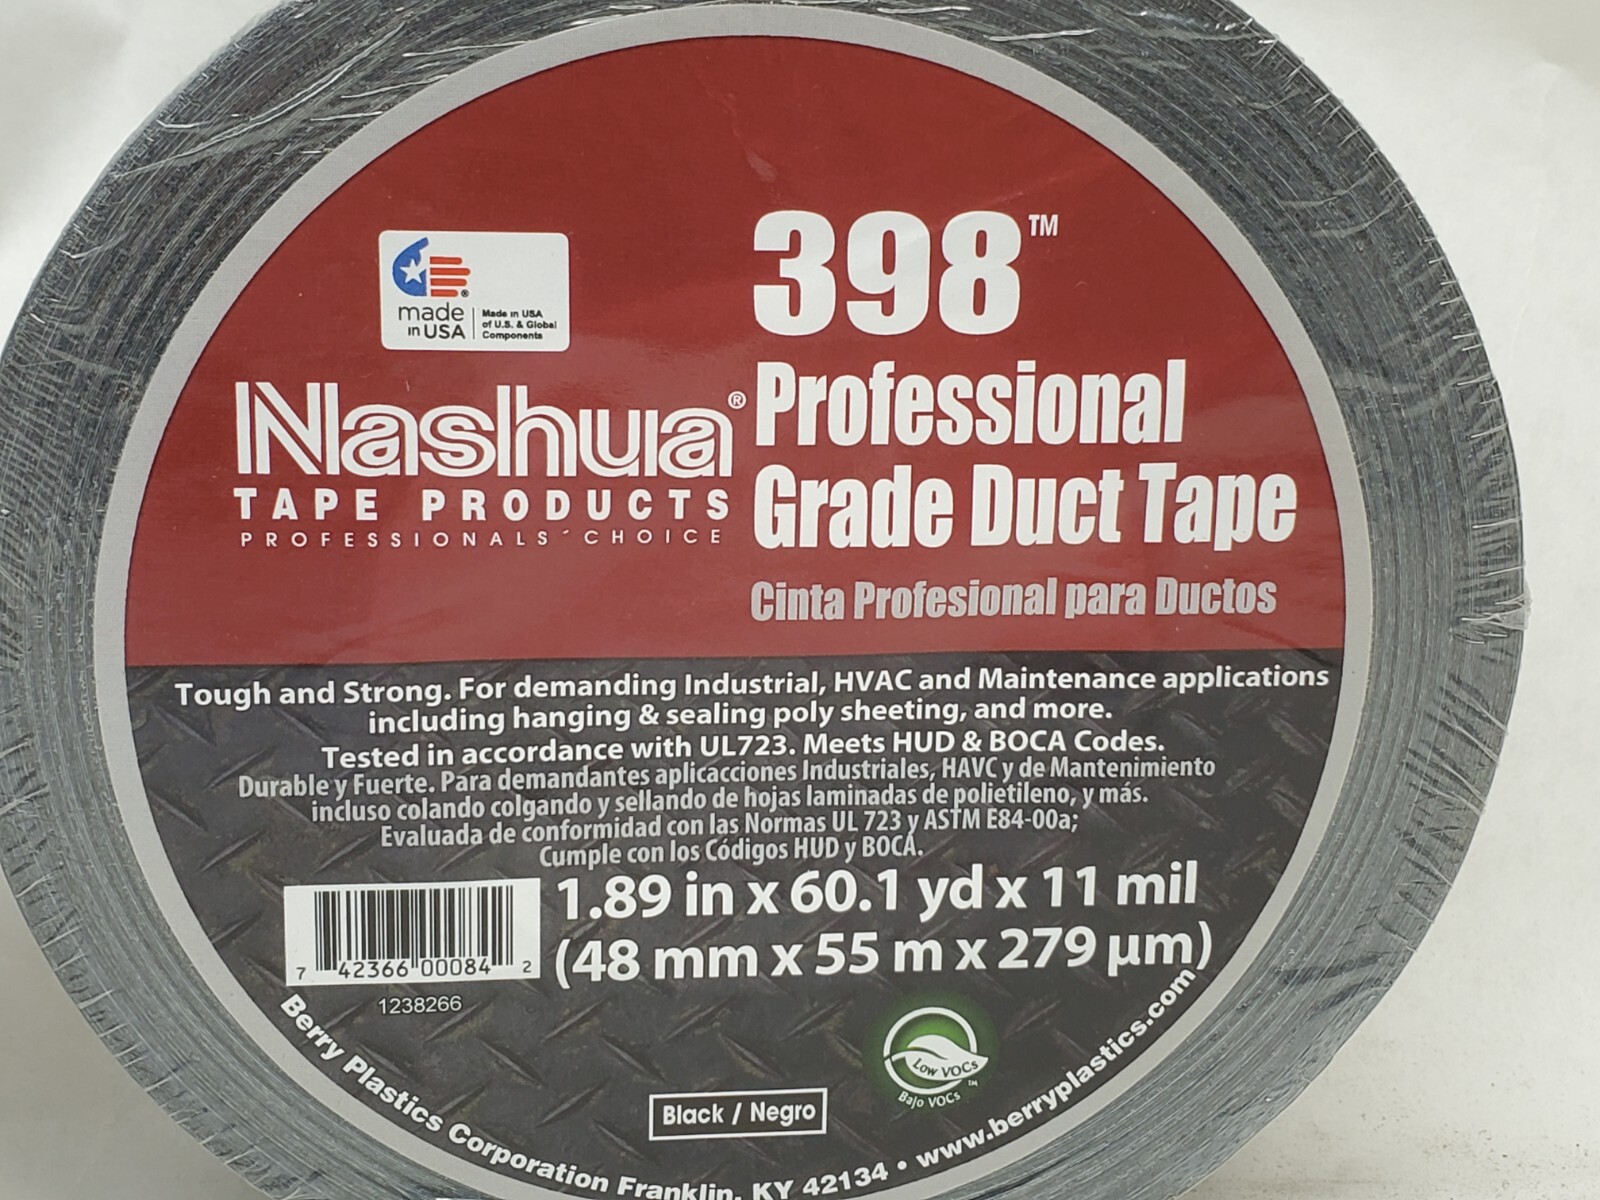 made
in USA
Made in USA
of U.S. & Global
Components
Nashua®
TAPE PRODUCTS
PROFESSIONALS´ CHOICE
398™
Professional
Grade Duct Tape
Cinta Profesional para Ductos
Tough and Strong. For demanding Industrial, HVAC and Maintenance applications
including hanging & sealing poly sheeting, and more.
Tested in accordance with UL723. Meets HUD & BOCA Codes.
Durable y Fuerte. Para demandantes aplicacciones Industriales, HAVC y de Mantenimiento
incluso colando colgando y sellando de hojas laminadas de polietileno, y más.
Evaluada de conformidad con las Normas UL 723 y ASTM E84-00a;
Cumple con los Códigos HUD y BOCA.
1.89 in x 60.1 yd x 11 mil
(48 mm x 55 m x 279 µm)
7 42366 00084 2
1238266
Low VOCs™
Bajo VOCs
Black / Negro
Berry Plastics Corporation Franklin, KY 42134 • www.berryplastics.com